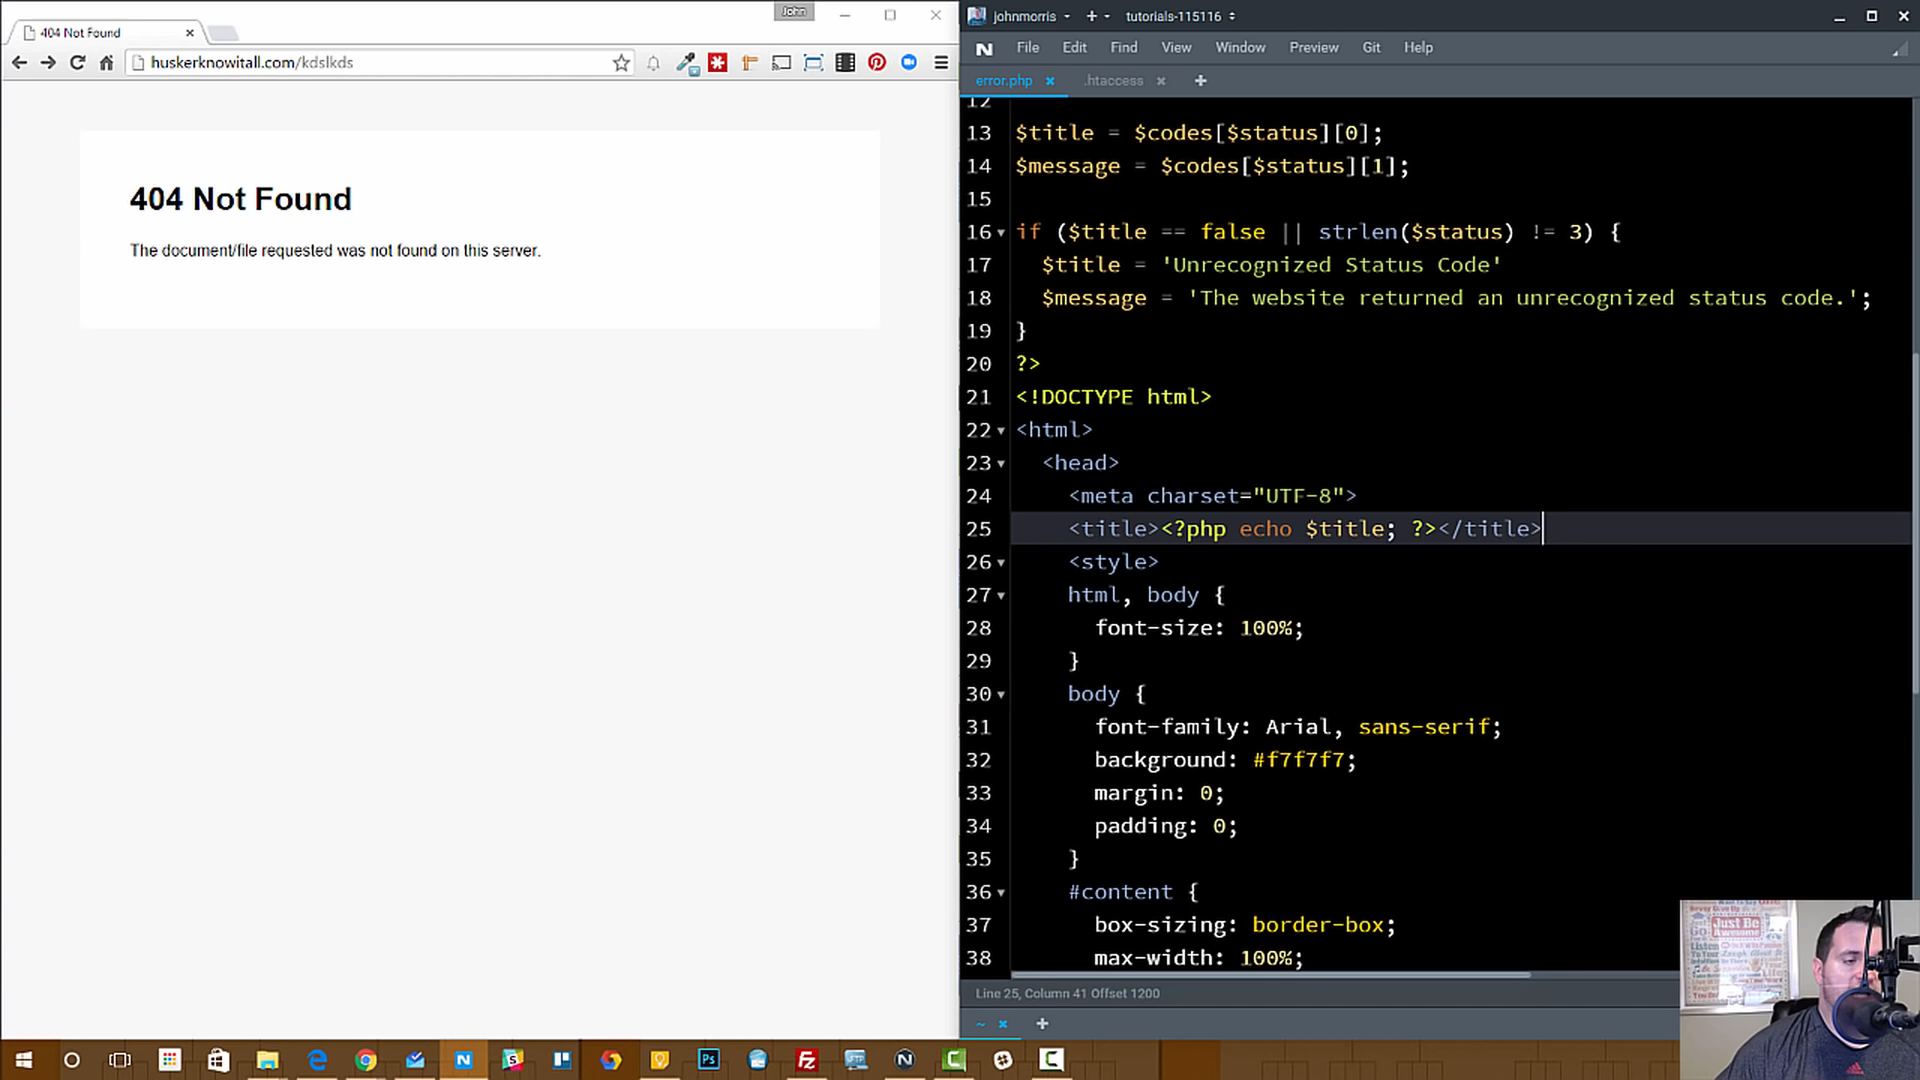 John
404 Not Found
huskerknowitall.com/kdslkds
404 Not Found
The document/file requested was not found on this server.
johnmorris
tutorials-115116
File Edit Find View Window Preview Git Help
error.php
.htaccess
12
13 $title = $codes[$status][0];
14 $message = $codes[$status][1];
15
16 if ($title == false || strlen($status) != 3) {
17 $title = 'Unrecognized Status Code'
18 $message = 'The website returned an unrecognized status code.';
19 }
20 ?>
21 <!DOCTYPE html>
22 <html>
23 <head>
24 <meta charset="UTF-8">
25 <title><?php echo $title; ?></title>
26 <style>
27 html, body {
28 font-size: 100%;
29 }
30 body {
31 font-family: Arial, sans-serif;
32 background: #f7f7f7;
33 margin: 0;
34 padding: 0;
35 }
36 #content {
37 box-sizing: border-box;
38 max-width: 100%;
Line 25, Column 41 Offset 1200
~
Just Be
Awesome